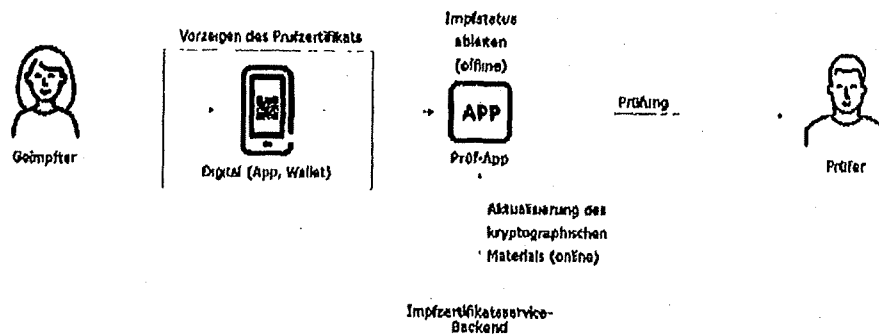 Vorzeigen des Prüfzertifikats
Impfstatus
ablesen
(offline)
APP
Prüfung
Geimpfter
Digital (App, Wallet)
Prüf-App
Prüfer
Aktualisierung des
kryptographischen
Materials (online)
Impfzertifikatsservice-
Backend